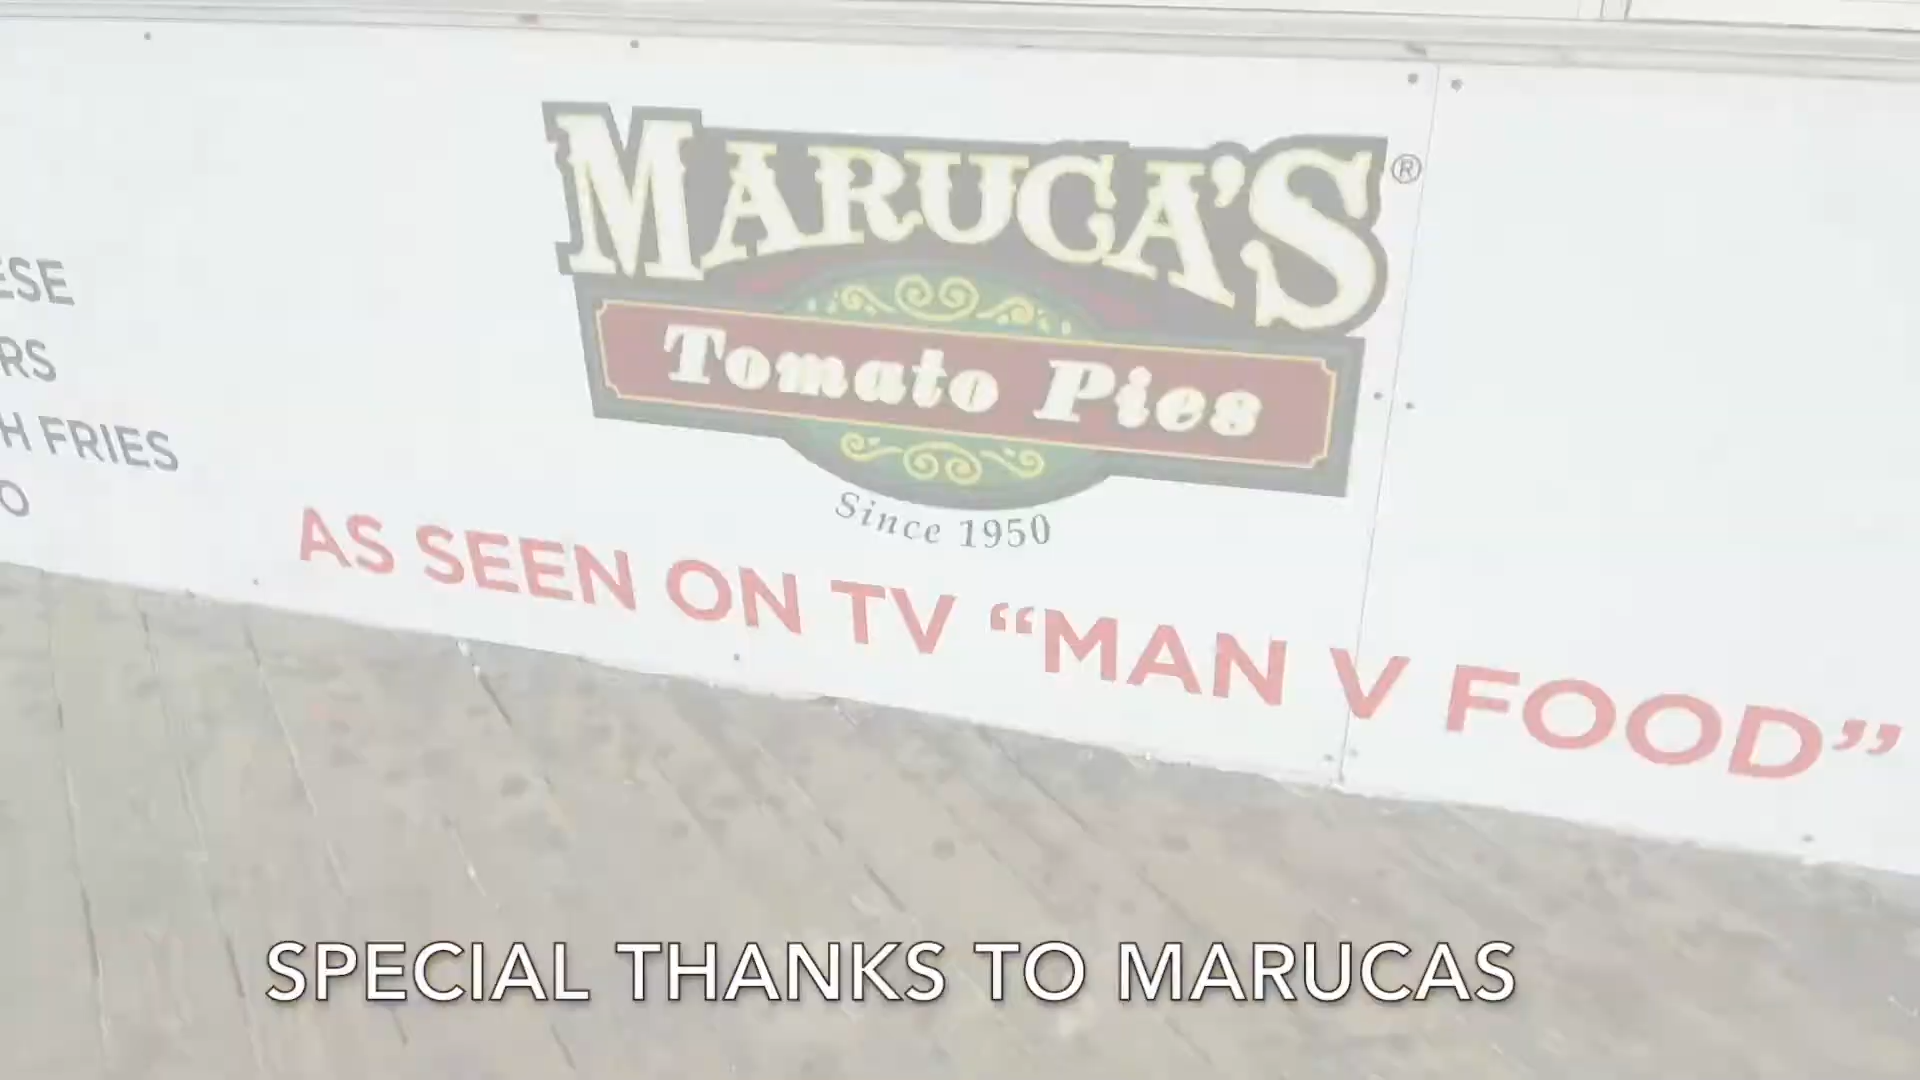 MARUCA'S ®
Tomato Pies
Since 1950
ESE
RS
H FRIES
O
AS SEEN ON TV “MAN V FOOD”
SPECIAL THANKS TO MARUCAS